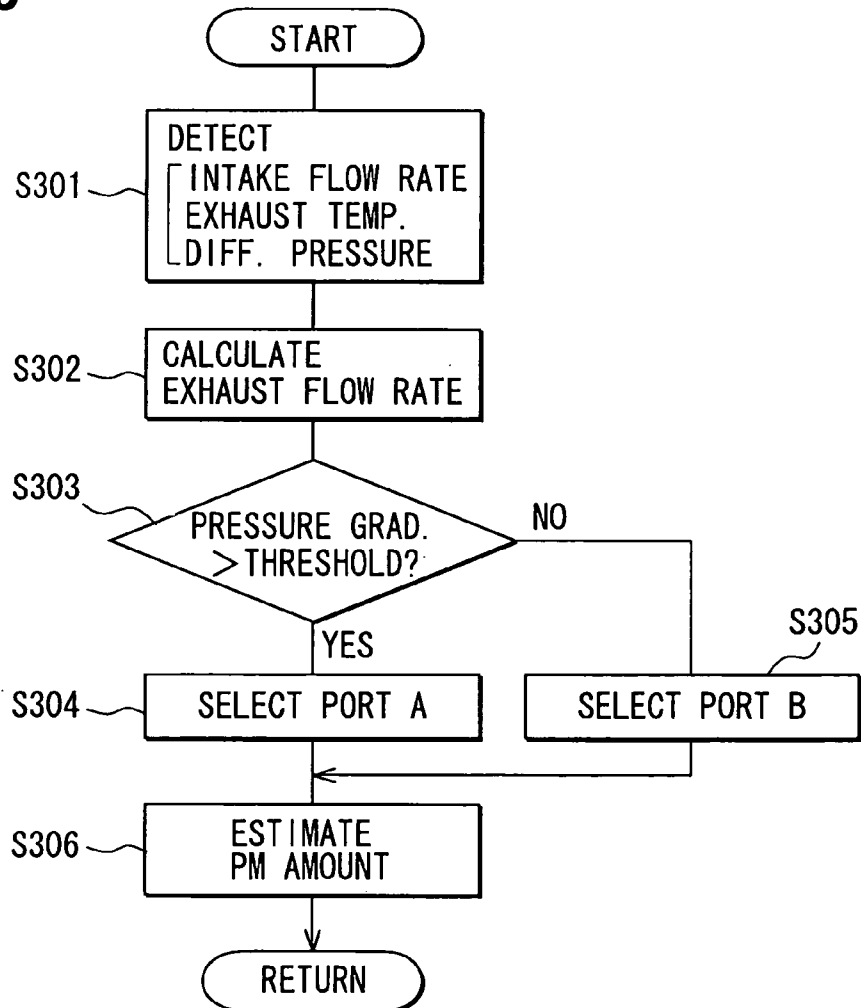 START
DETECT
S301
INTAKE FLOW RATE
EXHAUST TEMP.
DIFF. PRESSURE
S302
CALCULATE
EXHAUST FLOW RATE
S303
PRESSURE GRAD.
> THRESHOLD?
NO
YES
S305
S304
SELECT PORT A
SELECT PORT B
S306
ESTIMATE
PM AMOUNT
RETURN